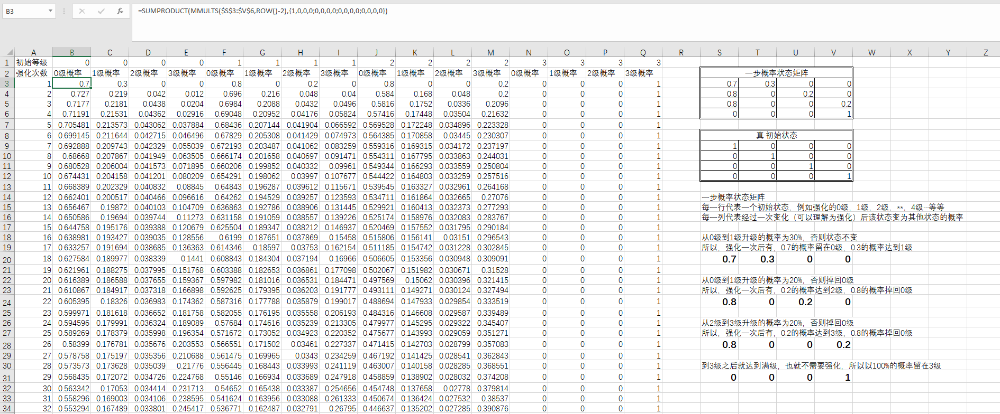 B3 =SUMPRODUCT(MMULTS($S$3:$V$6,ROW()-2),{1,0,0,0;0,0,0,0;0,0,0,0;0,0,0,0})
A B C D E F G H I J K L M N O P Q R S T U V W X Y Z
1 初始等级 0 0 0 0 1 1 1 1 2 2 2 2 3 3 3 3
2 强化次数 0级概率 1级概率 2级概率 3级概率 0级概率 1级概率 2级概率 3级概率 0级概率 1级概率 2级概率 3级概率 0级概率 1级概率 2级概率 3级概率 一步概率状态矩阵
3 1 0.7 0.3 0 0 0.8 0 0.2 0 0.8 0 0 0.2 0 0 0 1 0.7 0.3 0 0
4 2 0.727 0.219 0.042 0.012 0.696 0.216 0.048 0.04 0.584 0.168 0.048 0.2 0 0 0 1 0.8 0 0.2 0
5 3 0.7177 0.2181 0.0438 0.0204 0.6984 0.2088 0.0432 0.0496 0.5816 0.1752 0.0336 0.2096 0 0 0 1 0.8 0 0 0.2
6 4 0.71191 0.21531 0.04362 0.02916 0.69048 0.20952 0.04176 0.05824 0.57416 0.17448 0.03504 0.21632 0 0 0 1 0 0 0 1
7 5 0.705481 0.213573 0.043062 0.037884 0.68436 0.207144 0.041904 0.066592 0.569528 0.172248 0.034896 0.223328 0 0 0 1
8 6 0.699145 0.211644 0.042715 0.046496 0.67829 0.205308 0.041429 0.074973 0.564385 0.170858 0.03445 0.230307 0 0 0 1 真·初始状态
9 7 0.692888 0.209743 0.042329 0.055039 0.672193 0.203487 0.041062 0.083259 0.559316 0.169315 0.034172 0.237197 0 0 0 1 1 0 0 0
10 8 0.68668 0.207867 0.041949 0.063505 0.666174 0.201658 0.040697 0.091471 0.554311 0.167795 0.033863 0.244031 0 0 0 1 0 1 0 0
11 9 0.680528 0.206004 0.041573 0.071895 0.660206 0.199852 0.040332 0.09961 0.549344 0.166293 0.033559 0.250804 0 0 0 1 0 0 1 0
12 10 0.674431 0.204158 0.041201 0.080209 0.654291 0.198062 0.03997 0.107677 0.544422 0.164803 0.033259 0.257516 0 0 0 1 0 0 0 1
13 11 0.668389 0.202329 0.040832 0.08845 0.64843 0.196287 0.039612 0.115671 0.539545 0.163327 0.032961 0.264168 0 0 0 1
14 12 0.662401 0.200517 0.040466 0.096616 0.64262 0.194529 0.039257 0.123593 0.534711 0.161864 0.032665 0.27076 0 0 0 1 一步概率状态矩阵
15 13 0.656467 0.19872 0.040103 0.104709 0.636863 0.192786 0.038906 0.131445 0.529921 0.160413 0.032373 0.277293 0 0 0 1 每一行代表一个初始状态，例如强化的0级，1级，2级，**，4级···等等
16 14 0.650586 0.19694 0.039744 0.11273 0.631158 0.191059 0.038557 0.139226 0.525174 0.158976 0.032083 0.283767 0 0 0 1 每一列代表经过一次变化（可以理解为强化）后该状态变为其他状态的概率
17 15 0.644758 0.195176 0.039388 0.120679 0.625504 0.189347 0.038212 0.146937 0.520469 0.157552 0.031795 0.290184 0 0 0 1
18 16 0.638981 0.193427 0.039035 0.128556 0.6199 0.187651 0.037869 0.15458 0.515806 0.156141 0.03151 0.296543 0 0 0 1 从0级到1级升级的概率为30%，否则状态不变
19 17 0.633257 0.191694 0.038685 0.136363 0.614346 0.18597 0.03753 0.162154 0.511185 0.154742 0.031228 0.302845 0 0 0 1 所以，强化一次后有，0.7的概率留在0级，0.3的概率达到1级
20 18 0.627584 0.189977 0.038339 0.1441 0.608843 0.184304 0.037194 0.16966 0.506605 0.153356 0.030948 0.309091 0 0 0 1 0.7 0.3 0 0
21 19 0.621961 0.188275 0.037995 0.151768 0.603388 0.182653 0.036861 0.177098 0.502067 0.151982 0.030671 0.31528 0 0 0 1
22 20 0.616389 0.186588 0.037655 0.159367 0.597982 0.181016 0.036531 0.184471 0.497569 0.15062 0.030396 0.321415 0 0 0 1 从0级到1级升级的概率为20%，否则掉回0级
23 21 0.610867 0.184917 0.037318 0.166898 0.592625 0.179395 0.036203 0.191777 0.493111 0.149271 0.030124 0.327494 0 0 0 1 所以，强化一次后有，0.2的概率达到2级，0.8的概率掉回0级
24 22 0.605395 0.18326 0.036983 0.174362 0.587316 0.177788 0.035879 0.199017 0.488694 0.147933 0.029854 0.333519 0 0 0 1 0.8 0 0.2 0
25 23 0.599971 0.181618 0.036652 0.181758 0.582055 0.176195 0.035558 0.206193 0.484316 0.146608 0.029587 0.339489 0 0 0 1
26 24 0.594596 0.179991 0.036324 0.189089 0.57684 0.174616 0.035239 0.213305 0.479977 0.145295 0.029322 0.345407 0 0 0 1 从2级到3级升级的概率为20%，否则掉回0级
27 25 0.589269 0.178379 0.035998 0.196354 0.571672 0.173052 0.034923 0.220352 0.475677 0.143993 0.029059 0.351271 0 0 0 1 所以，强化一次后有，0.2的概率达到3级，0.8的概率掉回0级
28 26 0.58399 0.176781 0.035676 0.203553 0.566551 0.171502 0.03461 0.227337 0.471415 0.142703 0.028799 0.357083 0 0 0 1 0.8 0 0 0.2
29 27 0.578758 0.175197 0.035356 0.210688 0.561475 0.169965 0.0343 0.234259 0.467192 0.141425 0.028541 0.362843 0 0 0 1
30 28 0.573573 0.173628 0.035039 0.21776 0.556445 0.168443 0.033993 0.241119 0.463007 0.140158 0.028285 0.368551 0 0 0 1 到3级之后就达到满级，也就不需要强化，所以以100%的概率留在3级
31 29 0.568435 0.172072 0.034726 0.224768 0.55146 0.166934 0.033689 0.247918 0.458859 0.138902 0.028032 0.374208 0 0 0 1 0 0 0 1
32 30 0.563342 0.17053 0.034414 0.231713 0.54652 0.165438 0.033387 0.254656 0.454748 0.137658 0.02778 0.379814 0 0 0 1
33 31 0.558296 0.169003 0.034106 0.238595 0.541624 0.163956 0.033088 0.261333 0.450674 0.136424 0.027532 0.38537 0 0 0 1
34 32 0.553294 0.167489 0.033801 0.245417 0.536771 0.162487 0.032791 0.26795 0.446637 0.135202 0.027285 0.390876 0 0 0 1